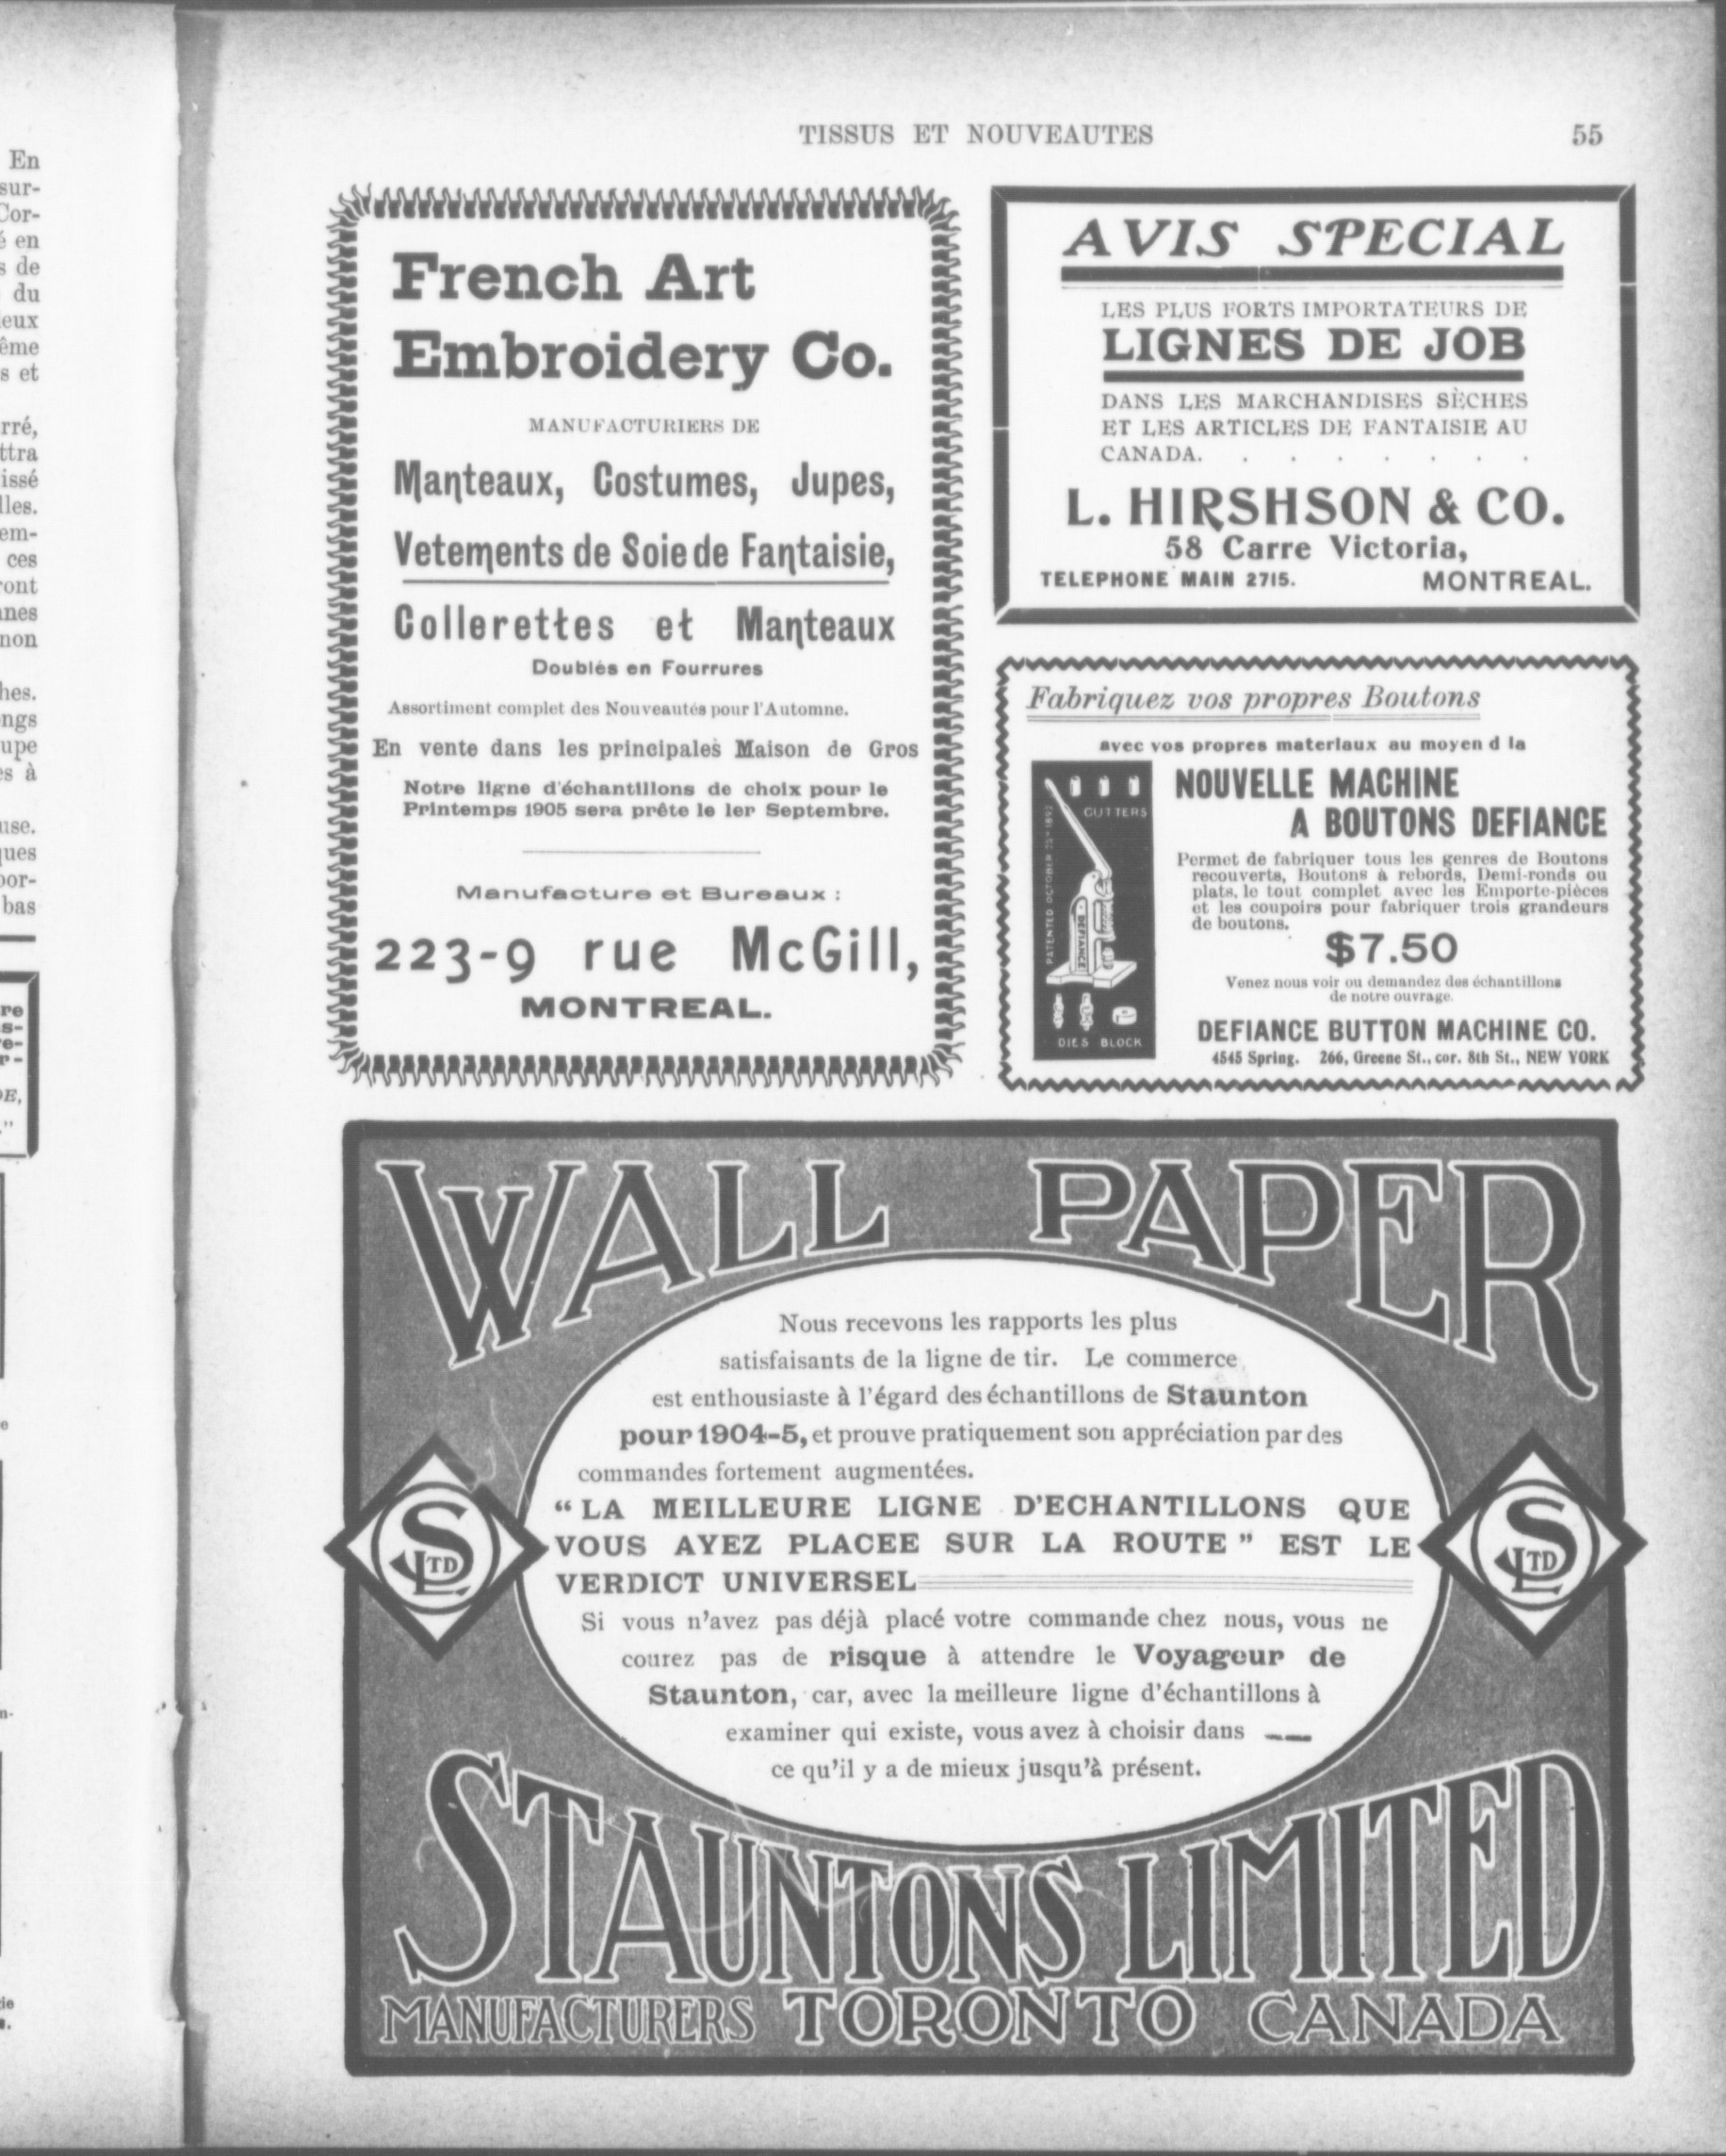 TISSUS ET NOUVEAUTES 55
French Art
Embroidery Co.
MANUFACTURIERS DE
Manteaux, Costumes, Jupes,
Vetements de Soie de Fantaisie,
Collerettes et Manteaux
Doublés en Fourrures
Assortiment complet des Nouveautés pour l'Automne.
En vente dans les principales Maison de Gros
Notre ligne d'échantillons de choix pour le
Printemps 1905 sera prête le 1er Septembre.
Manufacture et Bureaux :
223-9 rue McGill,
MONTREAL.
AVIS SPECIAL
LES PLUS FORTS IMPORTATEURS DE
LIGNES DE JOB
DANS LES MARCHANDISES SÈCHES
ET LES ARTICLES DE FANTAISIE AU
CANADA. . . . . . . .
L. HIRSHSON & CO.
58 Carre Victoria,
TELEPHONE MAIN 2715. MONTREAL.
Fabriquez vos propres Boutons
avec vos propres materiaux au moyen d la
NOUVELLE MACHINE
A BOUTONS DEFIANCE
CUTTERS
PATENTED OCTOBER 25TH 1892
DEFIANCE
DIES BLOCK
Permet de fabriquer tous les genres de Boutons
recouverts, Boutons à rebords, Demi-ronds ou
plats, le tout complet avec les Emporte-pièces
et les coupoirs pour fabriquer trois grandeurs
de boutons.
$7.50
Venez nous voir ou demandez des échantillons
de notre ouvrage.
DEFIANCE BUTTON MACHINE CO.
4545 Spring. 266, Greene St., cor. 8th St., NEW YORK
WALL PAPER
Nous recevons les rapports les plus
satisfaisants de la ligne de tir. Le commerce
est enthousiaste à l'égard des échantillons de Staunton
pour 1904-5, et prouve pratiquement son appréciation par des
commandes fortement augmentées.
"LA MEILLEURE LIGNE D'ECHANTILLONS QUE
VOUS AYEZ PLACEE SUR LA ROUTE" EST LE
VERDICT UNIVERSEL
Si vous n'avez pas déjà placé votre commande chez nous, vous ne
courez pas de risque à attendre le Voyageur de
Staunton, car, avec la meilleure ligne d'échantillons à
examiner qui existe, vous avez à choisir dans
ce qu'il y a de mieux jusqu'à présent.
S LTD
S LTD
STAUNTONS LIMITED
MANUFACTURERS TORONTO CANADA